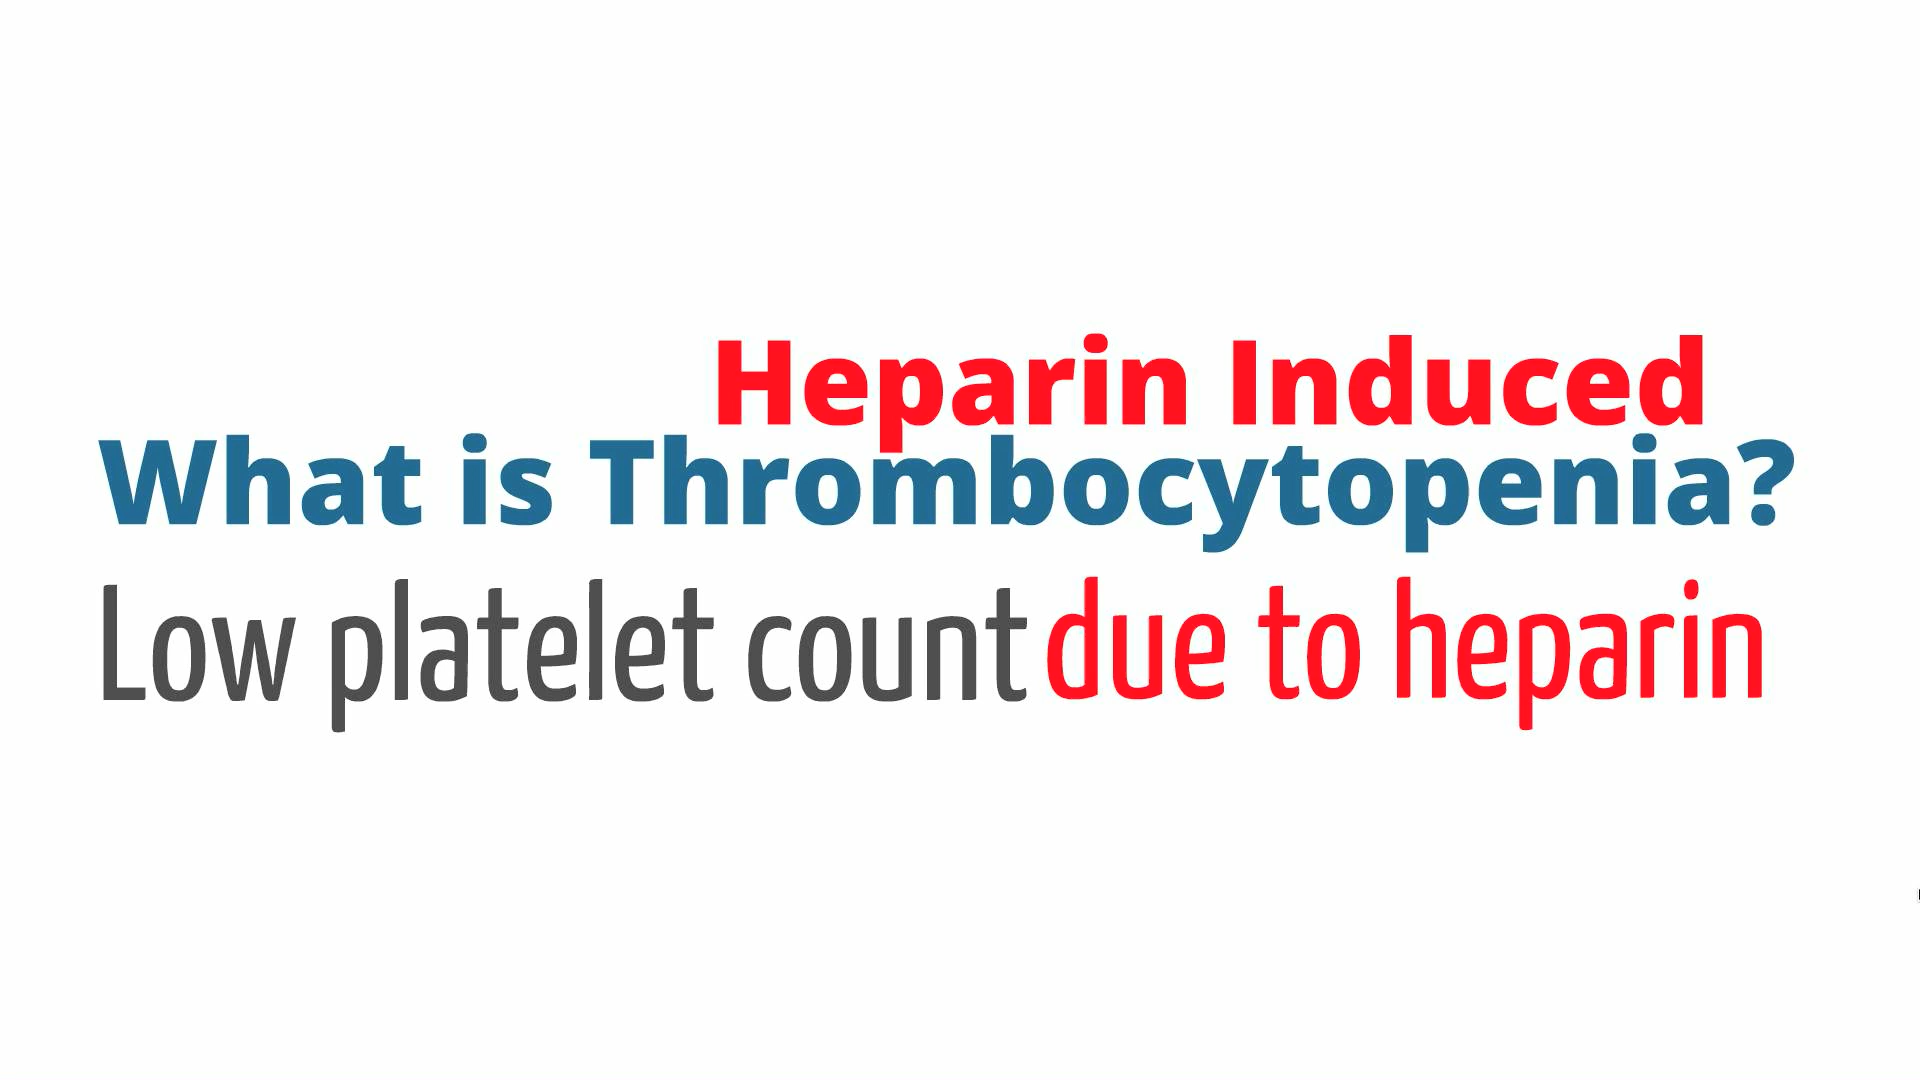 Heparin Induced
What is Thrombocytopenia?
Low platelet count due to heparin